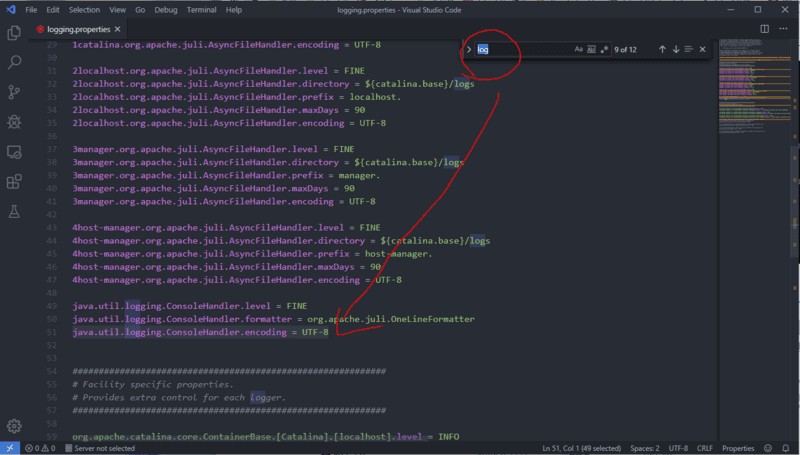 File Edit Selection View Go Debug Terminal Help
logging.properties - Visual Studio Code
logging.properties
log
Aa
9 of 12
29 1catalina.org.apache.juli.AsyncFileHandler.encoding = UTF-8
30
31 2localhost.org.apache.juli.AsyncFileHandler.level = FINE
32 2localhost.org.apache.juli.AsyncFileHandler.directory = ${catalina.base}/logs
33 2localhost.org.apache.juli.AsyncFileHandler.prefix = localhost.
34 2localhost.org.apache.juli.AsyncFileHandler.maxDays = 90
35 2localhost.org.apache.juli.AsyncFileHandler.encoding = UTF-8
36
37 3manager.org.apache.juli.AsyncFileHandler.level = FINE
38 3manager.org.apache.juli.AsyncFileHandler.directory = ${catalina.base}/logs
39 3manager.org.apache.juli.AsyncFileHandler.prefix = manager.
40 3manager.org.apache.juli.AsyncFileHandler.maxDays = 90
41 3manager.org.apache.juli.AsyncFileHandler.encoding = UTF-8
42
43 4host-manager.org.apache.juli.AsyncFileHandler.level = FINE
44 4host-manager.org.apache.juli.AsyncFileHandler.directory = ${catalina.base}/logs
45 4host-manager.org.apache.juli.AsyncFileHandler.prefix = host-manager.
46 4host-manager.org.apache.juli.AsyncFileHandler.maxDays = 90
47 4host-manager.org.apache.juli.AsyncFileHandler.encoding = UTF-8
48
49 java.util.logging.ConsoleHandler.level = FINE
50 java.util.logging.ConsoleHandler.formatter = org.apache.juli.OneLineFormatter
51 java.util.logging.ConsoleHandler.encoding = UTF-8
52
53
54 ############################################################
55 # Facility specific properties.
56 # Provides extra control for each logger.
57 ############################################################
58
59 org.apache.catalina.core.ContainerBase.[Catalina].[localhost].level = INFO
0 0 Server not selected
Ln 51, Col 1 (49 selected) Spaces: 2 UTF-8 CRLF Properties